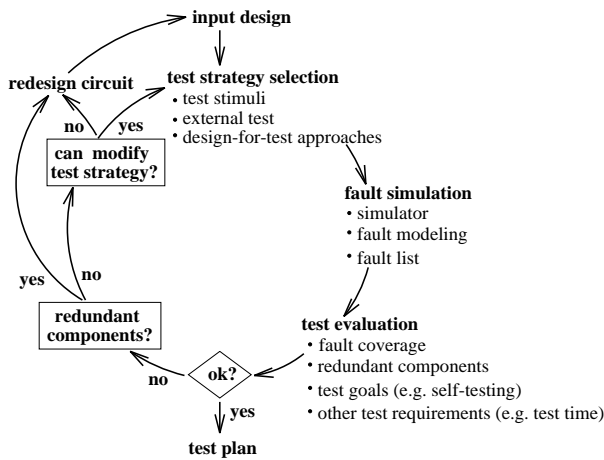 input design
redesign circuit
test strategy selection
• test stimuli
• external test
• design-for-test approaches
no
yes
can modify
test strategy?
fault simulation
• simulator
• fault modeling
• fault list
yes
no
redundant
components?
test evaluation
• fault coverage
• redundant components
• test goals (e.g. self-testing)
• other test requirements (e.g. test time)
no
ok?
yes
test plan